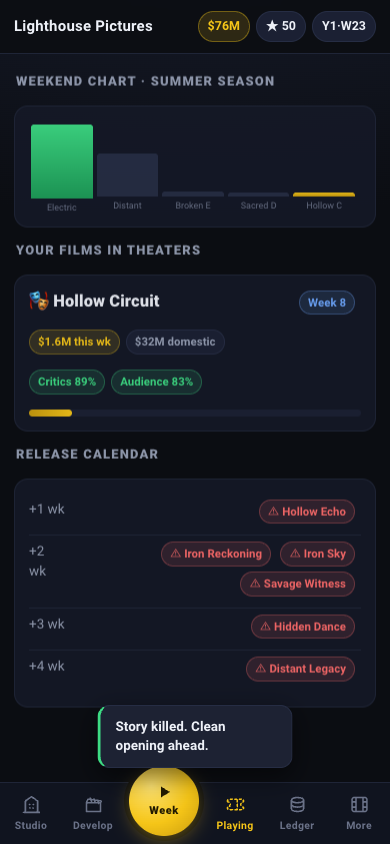 Lighthouse Pictures
$76M
★ 50
Y1·W23
WEEKEND CHART · SUMMER SEASON
Electric
Distant
Broken E
Sacred D
Hollow C
YOUR FILMS IN THEATERS
🎭 Hollow Circuit
Week 8
$1.6M this wk
$32M domestic
Critics 89%
Audience 83%
RELEASE CALENDAR
+1 wk
⚠ Hollow Echo
+2
wk
⚠ Iron Reckoning
⚠ Iron Sky
⚠ Savage Witness
+3 wk
⚠ Hidden Dance
+4 wk
⚠ Distant Legacy
Story killed. Clean
opening ahead.
Studio
Develop
Week
Playing
Ledger
More